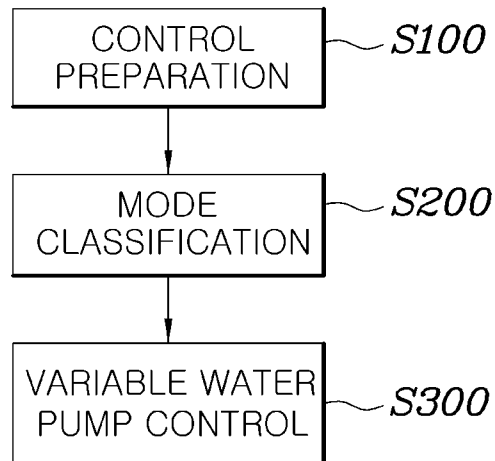 CONTROL
PREPARATION
S100
MODE
CLASSIFICATION
S200
VARIABLE WATER
PUMP CONTROL
S300